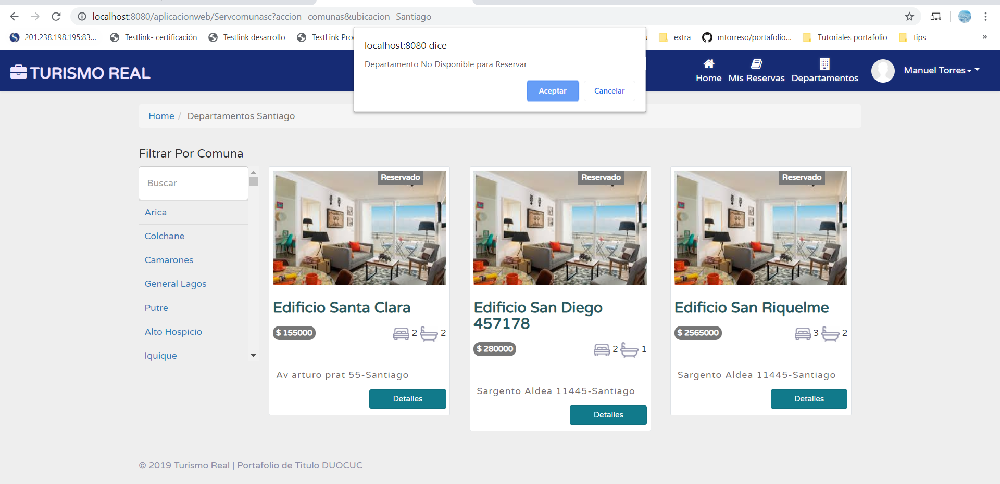 localhost:8080/aplicacionweb/Servcomunasc?accion=comunas&ubicacion=Santiago
201.238.198.195:83...
Testlink- certificación
Testlink desarrollo
TestLink
extra
mtorreso/portafolio...
Tutoriales portafolio
tips
»
localhost:8080 dice
Departamento No Disponible para Reservar
Aceptar
Cancelar
TURISMO REAL
Home
Mis Reservas
Departamentos
Manuel Torres
Home / Departamentos Santiago
Filtrar Por Comuna
Buscar
Arica
Colchane
Camarones
General Lagos
Putre
Alto Hospicio
Iquique
Reservado
Edificio Santa Clara
$ 155000
2 2
Av arturo prat 55-Santiago
Detalles
Reservado
Edificio San Diego
457178
$ 280000
2 1
Sargento Aldea 11445-Santiago
Detalles
Reservado
Edificio San Riquelme
$ 2565000
3 2
Sargento Aldea 11445-Santiago
Detalles
© 2019 Turismo Real | Portafolio de Titulo DUOCUC